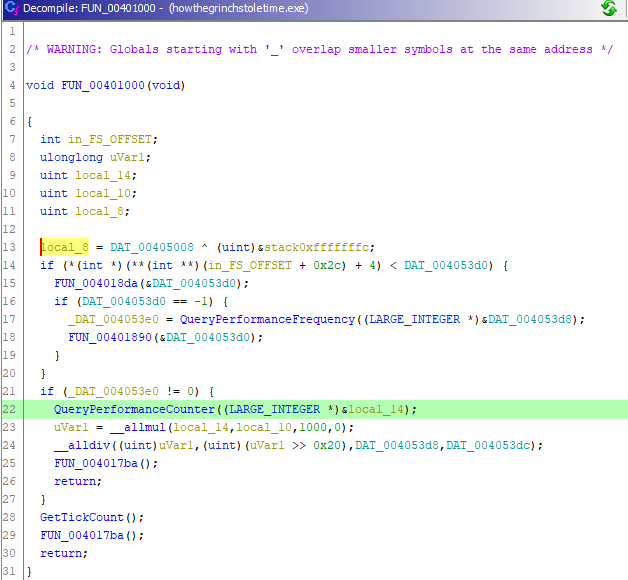 Decompile: FUN_00401000 - (howthegrinchstoletime.exe)
1
2 /* WARNING: Globals starting with '_' overlap smaller symbols at the same address */
3
4 void FUN_00401000(void)
5
6 {
7 int in_FS_OFFSET;
8 ulonglong uVar1;
9 uint local_14;
10 uint local_10;
11 uint local_8;
12
13 local_8 = DAT_00405008 ^ (uint)&stack0xfffffffc;
14 if (*(int *)(**(int **)(in_FS_OFFSET + 0x2c) + 4) < DAT_004053d0) {
15 FUN_004018da(&DAT_004053d0);
16 if (DAT_004053d0 == -1) {
17 _DAT_004053e0 = QueryPerformanceFrequency((LARGE_INTEGER *)&DAT_004053d8);
18 FUN_00401890(&DAT_004053d0);
19 }
20 }
21 if (_DAT_004053e0 != 0) {
22 QueryPerformanceCounter((LARGE_INTEGER *)&local_14);
23 uVar1 = __allmul(local_14,local_10,1000,0);
24 __alldiv((uint)uVar1,(uint)(uVar1 >> 0x20),DAT_004053d8,DAT_004053dc);
25 FUN_004017ba();
26 return;
27 }
28 GetTickCount();
29 FUN_004017ba();
30 return;
31 }